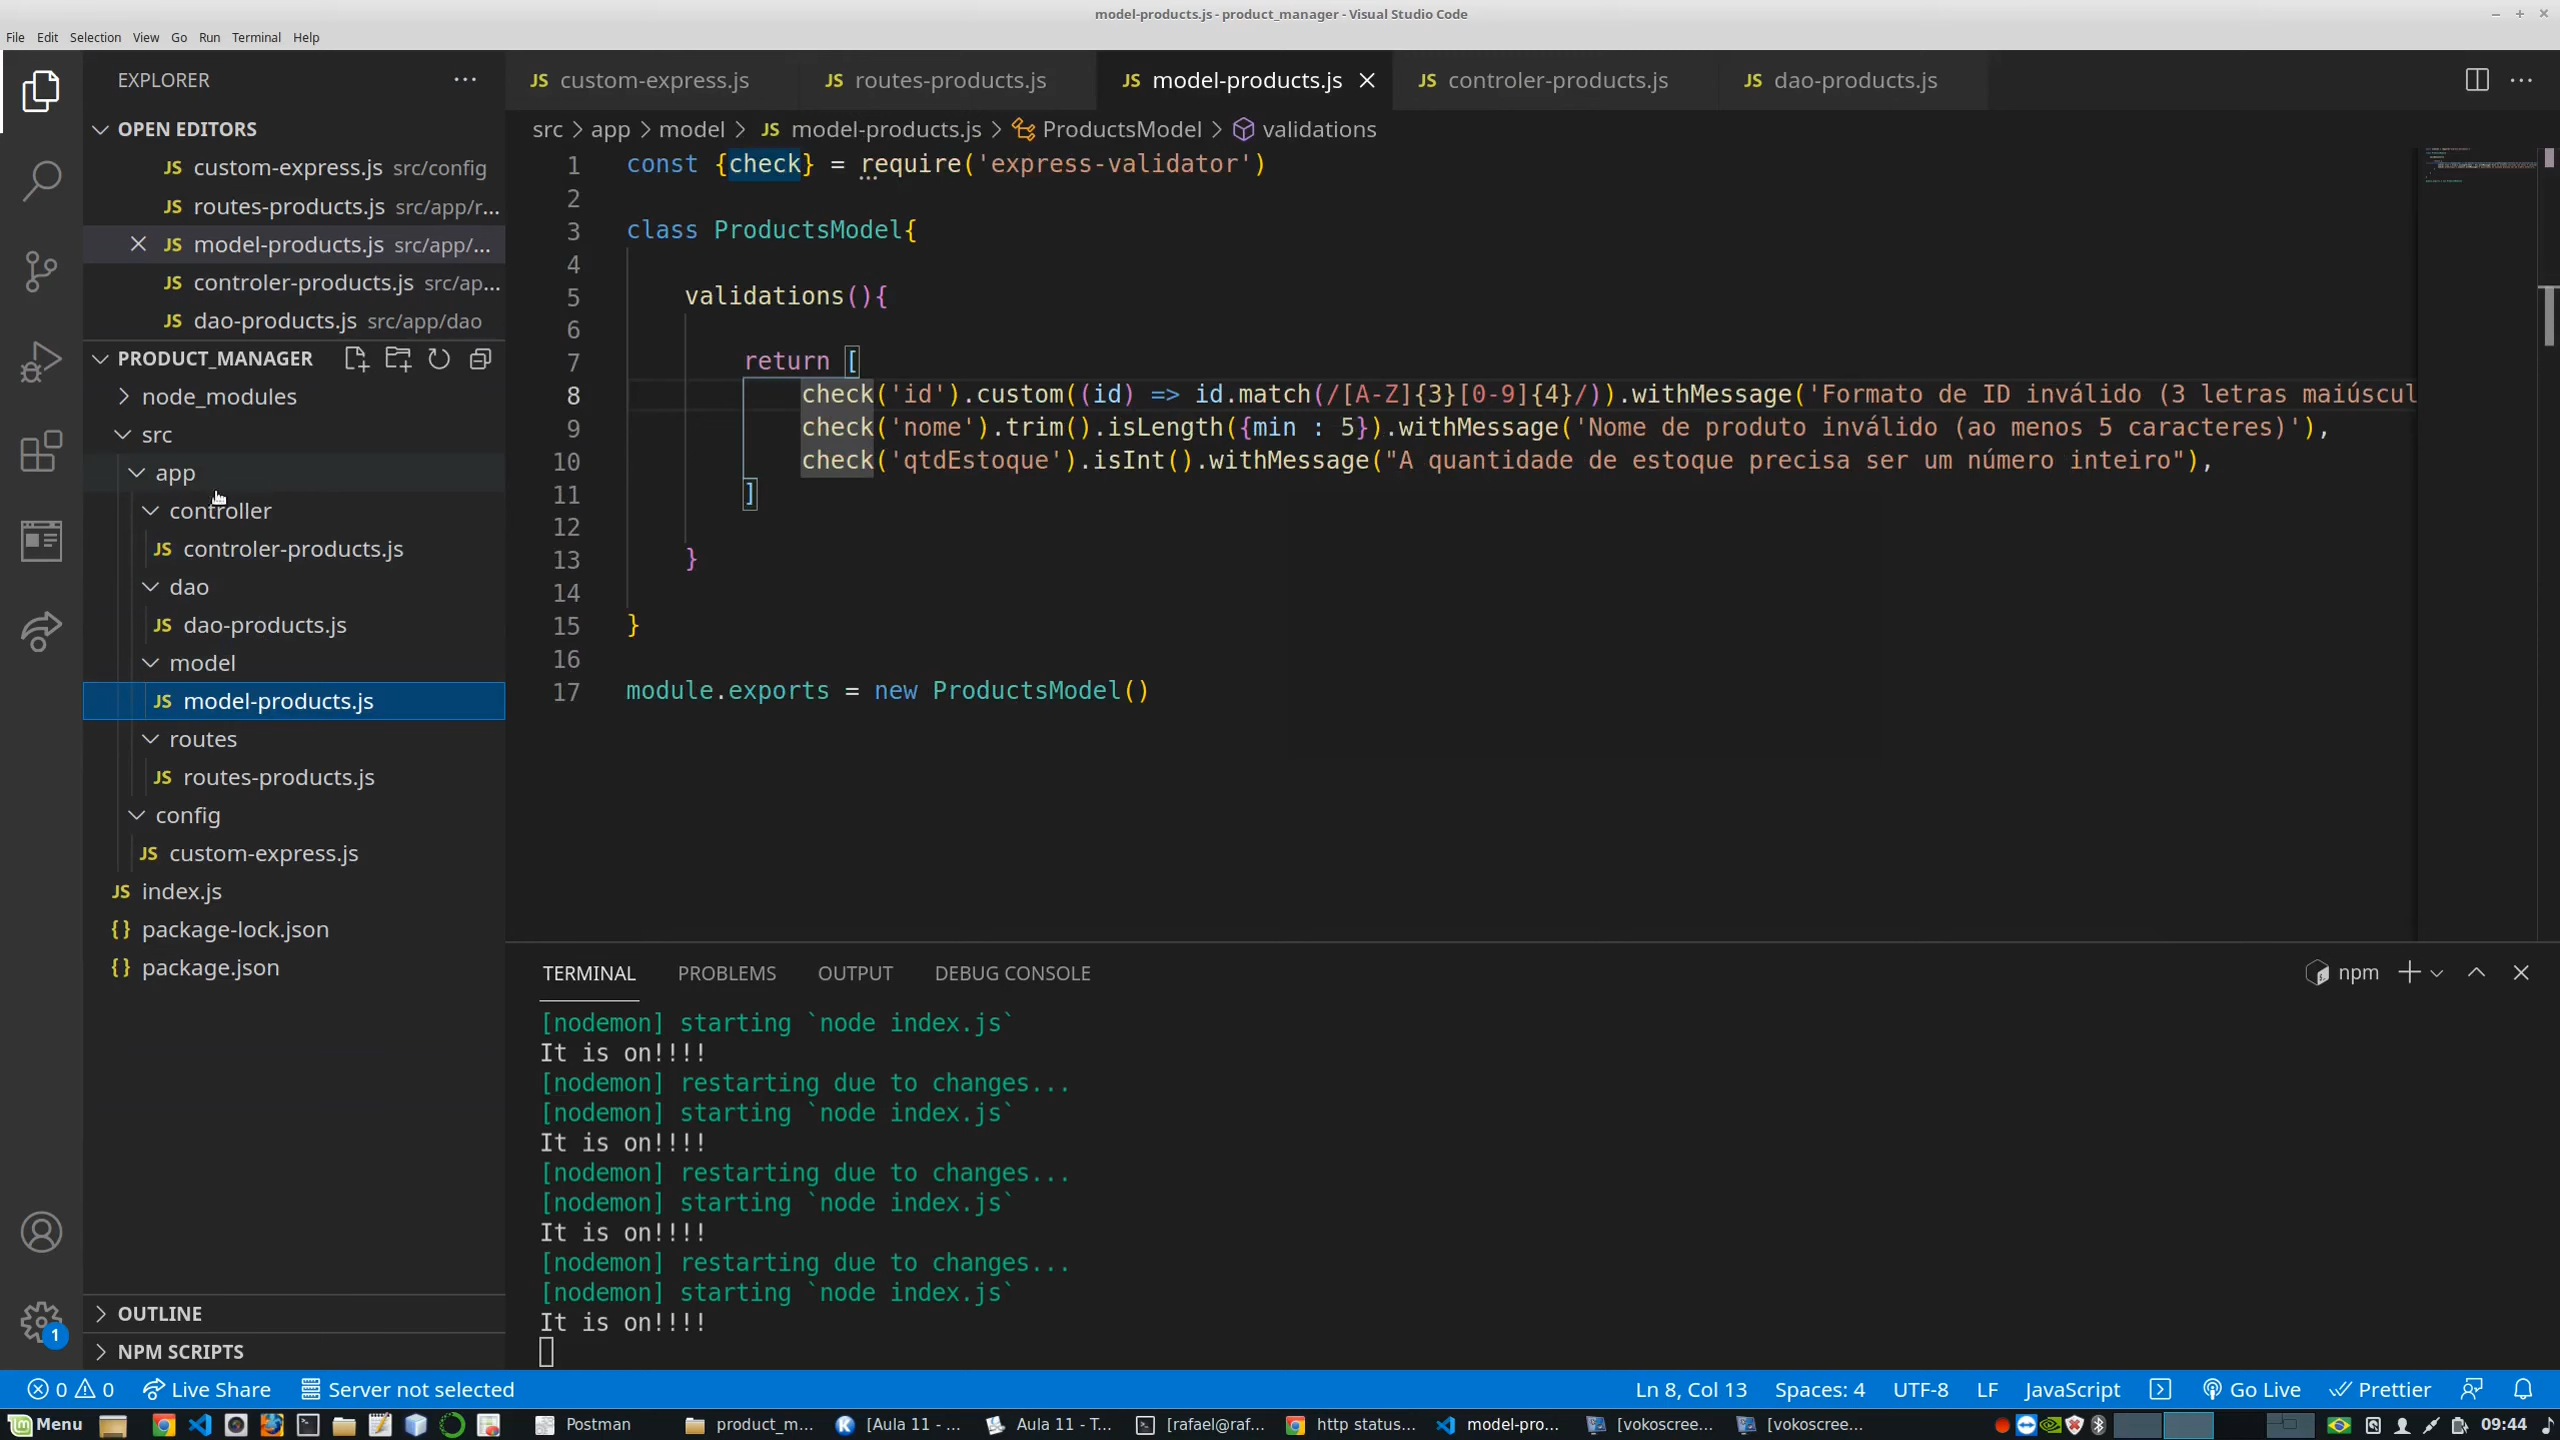 model-products.js - product_manager - Visual Studio Code
File Edit Selection View Go Run Terminal Help
EXPLORER
OPEN EDITORS
custom-express.js src/config
routes-products.js src/app/r...
model-products.js src/app/...
controler-products.js src/ap...
dao-products.js src/app/dao
PRODUCT_MANAGER
node_modules
src
app
controller
JS controler-products.js
dao
JS dao-products.js
model
JS model-products.js
routes
JS routes-products.js
config
JS custom-express.js
JS index.js
{} package-lock.json
{} package.json
OUTLINE
NPM SCRIPTS
JS custom-express.js JS routes-products.js JS model-products.js JS controler-products.js JS dao-products.js
src > app > model > JS model-products.js > ProductsModel > validations
1 const {check} = require('express-validator')
2
3 class ProductsModel{
4
5 validations(){
6
7 return [
8 check('id').custom((id) => id.match(/[A-Z]{3}[0-9]{4}/)).withMessage('Formato de ID inválido (3 letras maiúscul
9 check('nome').trim().isLength({min : 5}).withMessage('Nome de produto inválido (ao menos 5 caracteres)'),
10 check('qtdEstoque').isInt().withMessage("A quantidade de estoque precisa ser um número inteiro"),
11 ]
12
13 }
14
15 }
16
17 module.exports = new ProductsModel()
TERMINAL PROBLEMS OUTPUT DEBUG CONSOLE
npm
[nodemon] starting `node index.js`
It is on!!!!
[nodemon] restarting due to changes...
[nodemon] starting `node index.js`
It is on!!!!
[nodemon] restarting due to changes...
[nodemon] starting `node index.js`
It is on!!!!
[nodemon] restarting due to changes...
[nodemon] starting `node index.js`
It is on!!!!
1
0 0 Live Share Server not selected Ln 8, Col 13 Spaces: 4 UTF-8 LF JavaScript Go Live Prettier
Menu Postman product_m... [Aula 11 - ... Aula 11 - T... [rafael@raf... http status... model-pro... [vokoscree... [vokoscree... 09:44